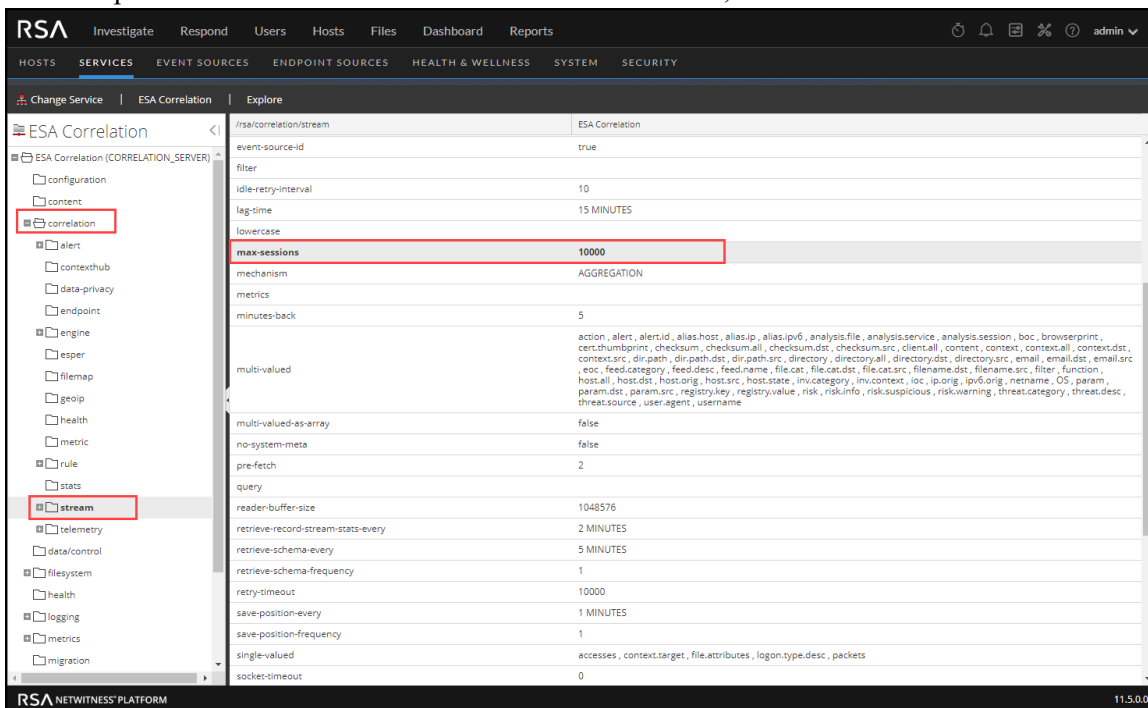 RSA Investigate Respond Users Hosts Files Dashboard Reports admin
HOSTS SERVICES EVENT SOURCES ENDPOINT SOURCES HEALTH & WELLNESS SYSTEM SECURITY
Change Service | ESA Correlation | Explore
ESA Correlation
ESA Correlation (CORRELATION_SERVER)
configuration
content
correlation
alert
contexthub
data-privacy
endpoint
engine
esper
filemap
geoip
health
metric
rule
stats
stream
telemetry
data/control
filesystem
health
logging
metrics
migration
/rsa/correlation/stream ESA Correlation
event-source-id true
filter
idle-retry-interval 10
lag-time 15 MINUTES
lowercase
max-sessions 10000
mechanism AGGREGATION
metrics
minutes-back 5
multi-valued
action , alert , alert.id , alias.host , alias.ip , alias.ipv6 , analysis.file , analysis.service , analysis.session , boc , browserprint ,
cert.thumbprint , checksum , checksum.all , checksum.dst , checksum.src , client.all , content , context , context.all , context.dst ,
context.src , dir.path , dir.path.dst , dir.path.src , directory , directory.all , directory.dst , directory.src , email , email.dst , email.src
, eoc , feed.category , feed.desc , feed.name , file.cat , file.cat.dst , file.cat.src , filename.dst , filename.src , filter , function ,
host.all , host.dst , host.orig , host.src , host.state , inv.category , inv.context , ioc , ip.orig , ipv6.orig , netname , OS , param ,
param.dst , param.src , registry.key , registry.value , risk , risk.info , risk.suspicious , risk.warning , threat.category , threat.desc ,
threat.source , user.agent , username
multi-valued-as-array false
no-system-meta false
pre-fetch 2
query
reader-buffer-size 1048576
retrieve-record-stream-stats-every 2 MINUTES
retrieve-schema-every 5 MINUTES
retrieve-schema-frequency 1
retry-timeout 10000
save-position-every 1 MINUTES
save-position-frequency 1
single-valued accesses , context.target , file.attributes , logon.type.desc , packets
socket-timeout 0
RSA NETWITNESS® PLATFORM 11.5.0.0